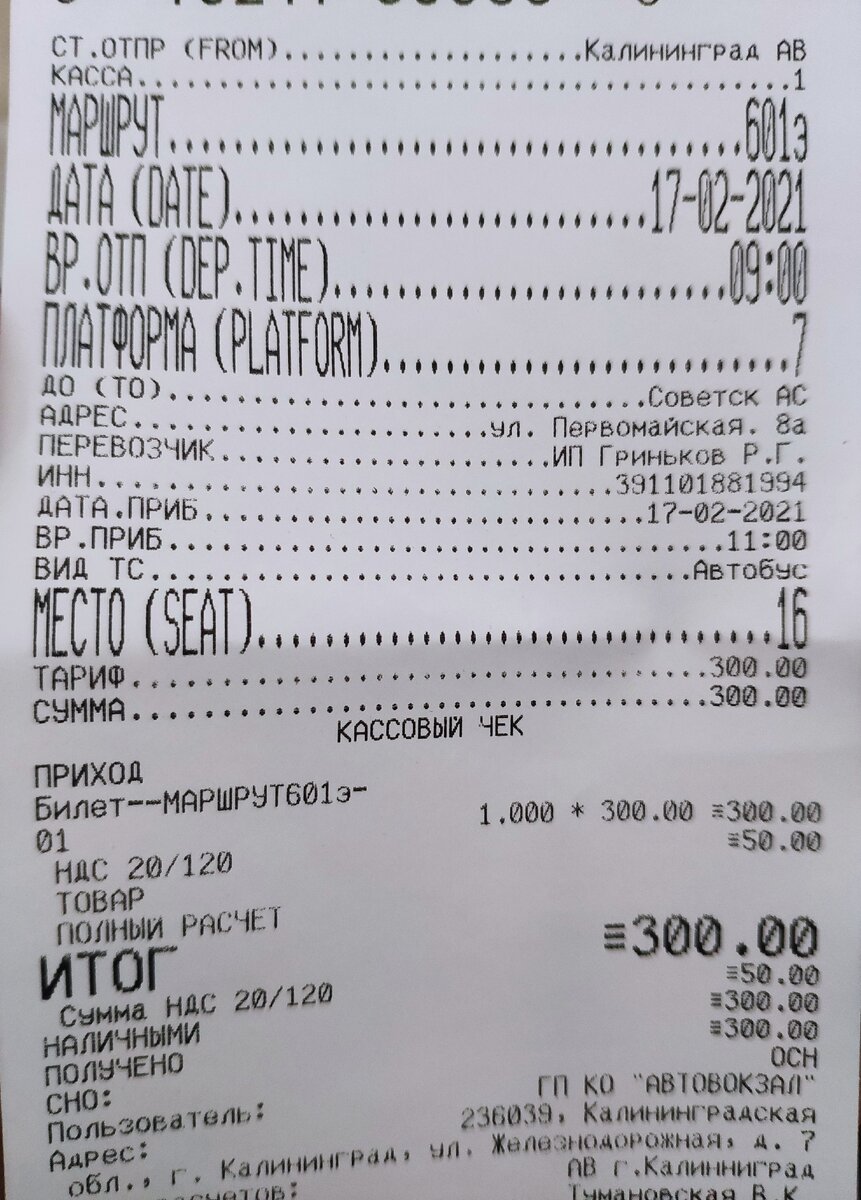 СТ.ОТПР (FROM)....................Калининград АВ
КАССА.............................................1
МАРШРУТ...................................601э
ДАТА (DATE)..........................17-02-2021
ВР.ОТП (DEP.TIME)........................09:00
ПЛАТФОРМА (PLATFORM)..........................7
ДО (TO)...............................Советск АС
АДРЕС......................ул. Первомайская. 8а
ПЕРЕВОЗЧИК.....................ИП Гриньков Р.Г.
ИНН................................391101881994
ДАТА.ПРИБ...........................17-02-2021
ВР.ПРИБ..................................11:00
ВИД ТС..................................Автобус
МЕСТО (SEAT)................................16
ТАРИФ....................................300.00
СУММА....................................300.00
КАССОВЫЙ ЧЕК
ПРИХОД
Билет--МАРШРУТ601э-
01 1.000 * 300.00 ≡300.00
НДС 20/120 ≡50.00
ТОВАР
ПОЛНЫЙ РАСЧЕТ
ИТОГ ≡300.00
Сумма НДС 20/120 ≡50.00
НАЛИЧНЫМИ ≡300.00
ПОЛУЧЕНО ≡300.00
СНО: ОСН
Пользователь: ГП КО "АВТОВОКЗАЛ"
Адрес: 236039, Калининградская
обл., г. Калининград, ул. Железнодорожная, д. 7
АВ г.Калинниград
Тумановская В.К.